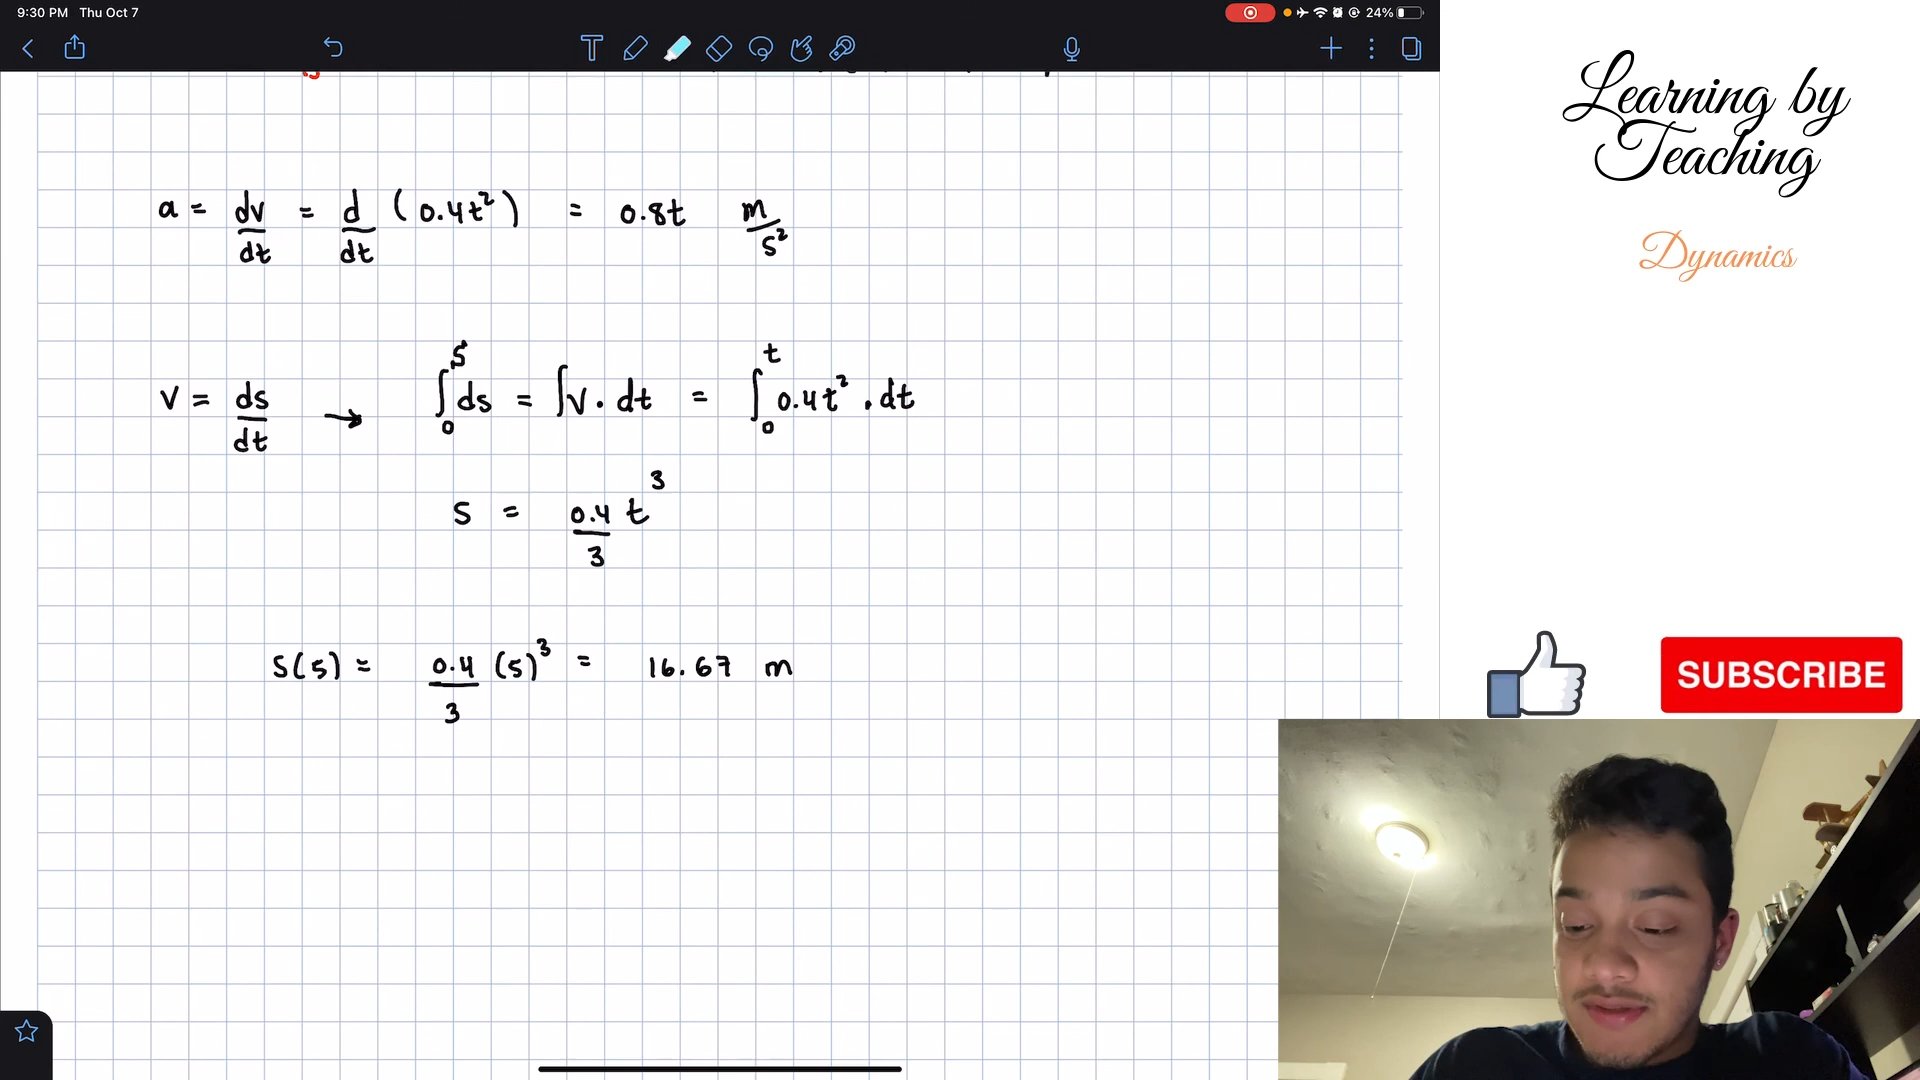 9:30 PM Thu Oct 7
24%
Learning by
Teaching
Dynamics
a = dv/dt = d/dt (0.4t²) = 0.8t m/s²
v = ds/dt → ∫₀ˢ ds = ∫v · dt = ∫₀ᵗ 0.4t² · dt
S = 0.4/3 t³
S(5) = 0.4/3 (5)³ = 16.67 m
SUBSCRIBE